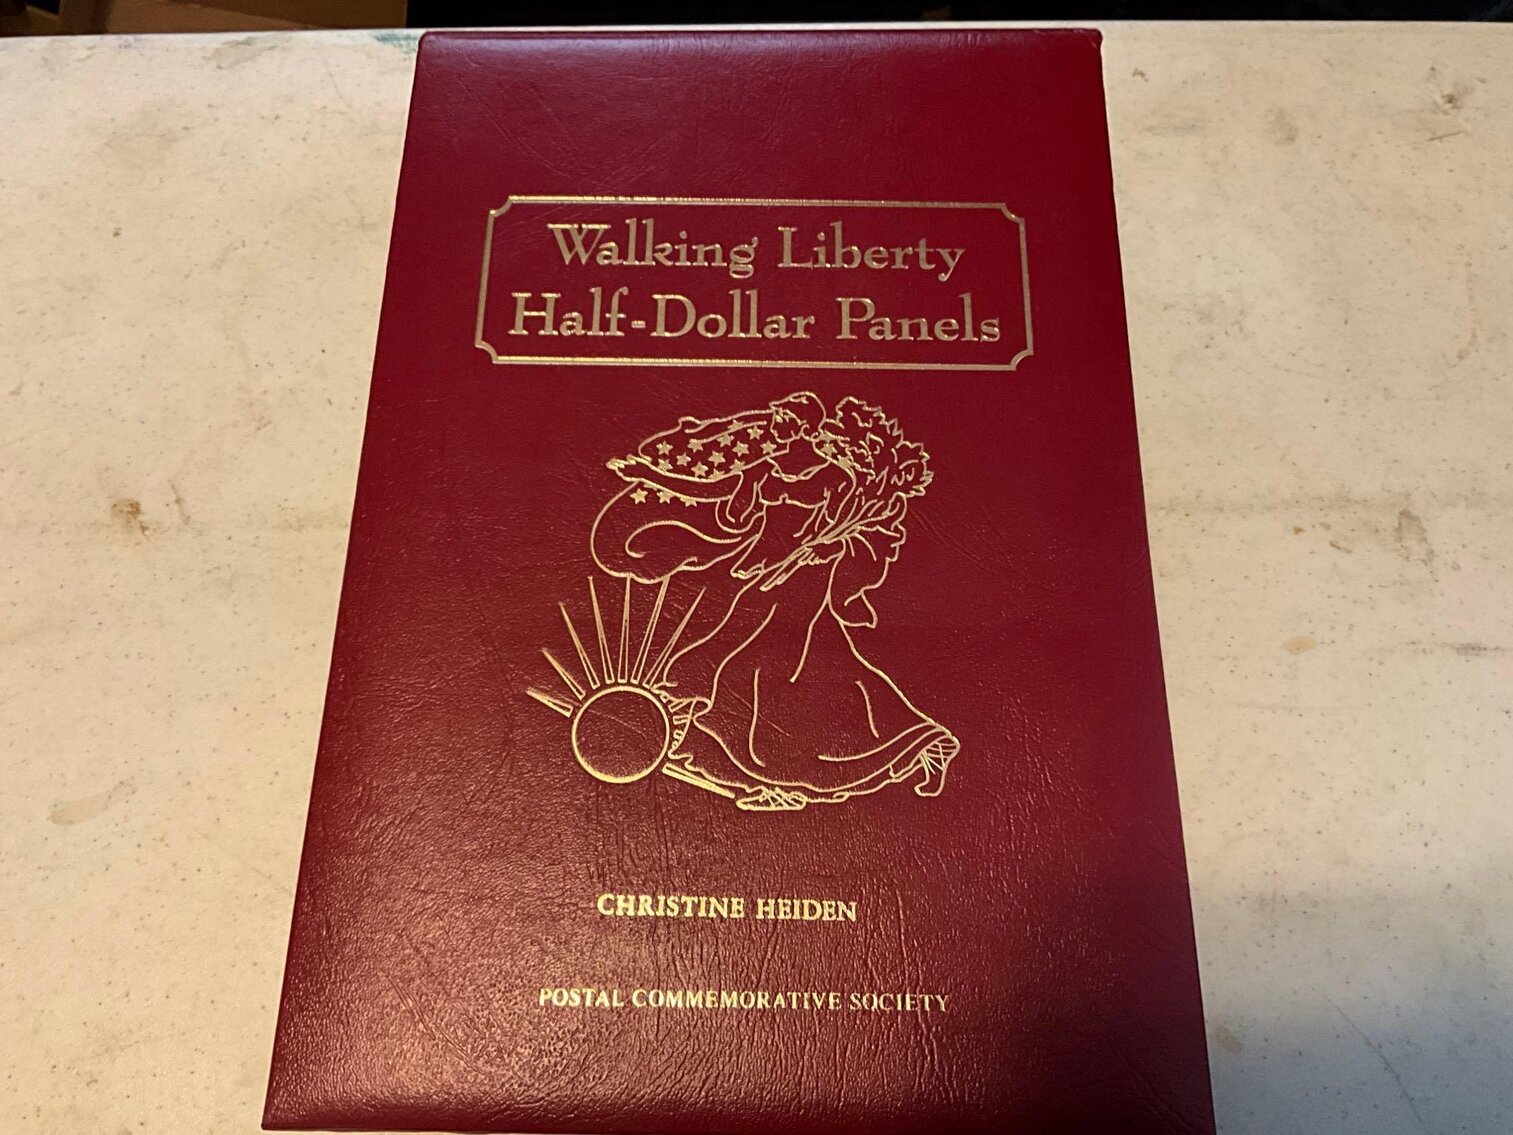 Walking Liberty
Half-Dollar Panels
CHRISTINE HEIDEN
POSTAL COMMEMORATIVE SOCIETY